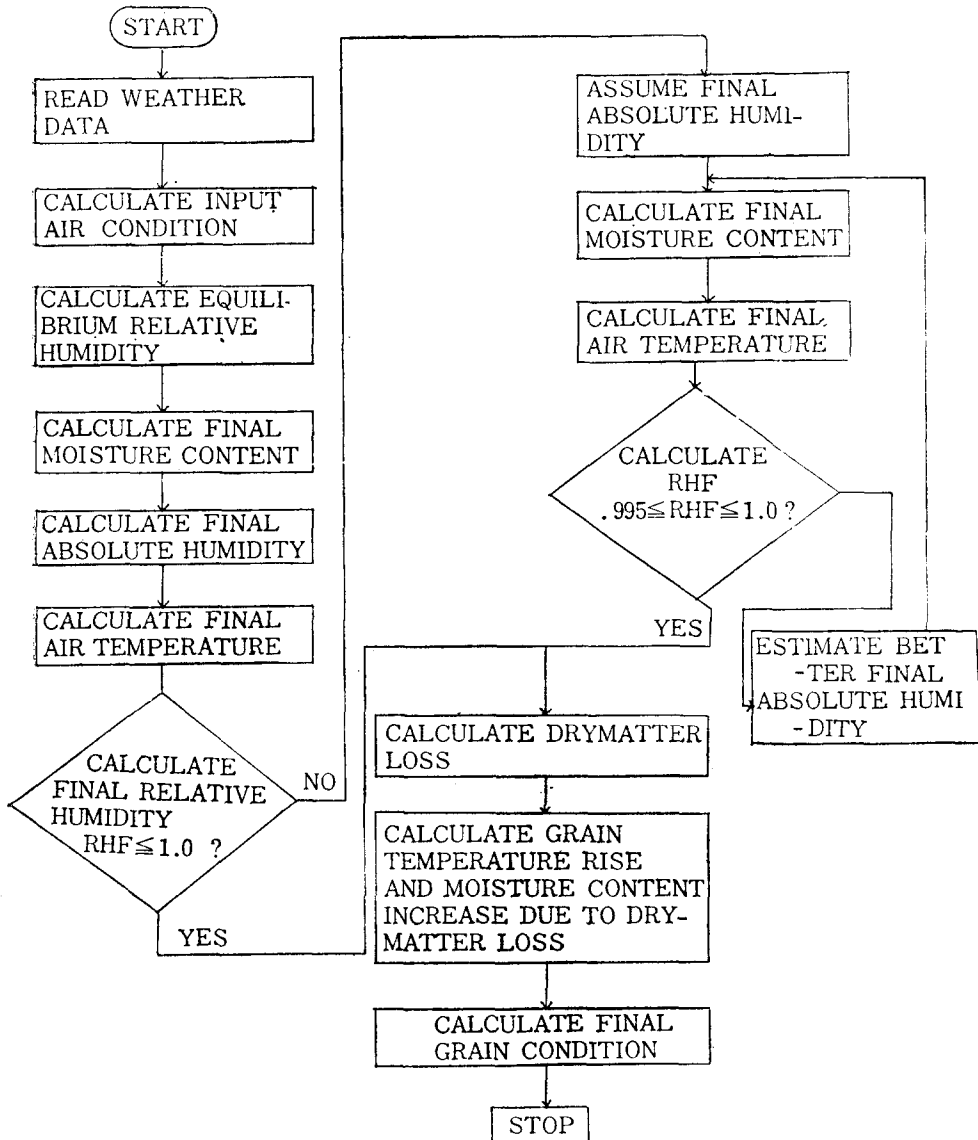 START
READ WEATHER
DATA
CALCULATE INPUT
AIR CONDITION
CALCULATE EQUILI-
BRIUM RELATIVE
HUMIDITY
CALCULATE FINAL
MOISTURE CONTENT
CALCULATE FINAL
ABSOLUTE HUMIDITY
CALCULATE FINAL
AIR TEMPERATURE
CALCULATE
FINAL RELATIVE
HUMIDITY
RHF≦1.0 ?
NO
YES
ASSUME FINAL
ABSOLUTE HUMI-
DITY
CALCULATE FINAL
MOISTURE CONTENT
CALCULATE FINAL
AIR TEMPERATURE
CALCULATE
RHF
.995≦RHF≦1.0 ?
YES
ESTIMATE BET
-TER FINAL
ABSOLUTE HUMI
-DITY
CALCULATE DRYMATTER
LOSS
CALCULATE GRAIN
TEMPERATURE RISE
AND MOISTURE CONTENT
INCREASE DUE TO DRY-
MATTER LOSS
CALCULATE FINAL
GRAIN CONDITION
STOP